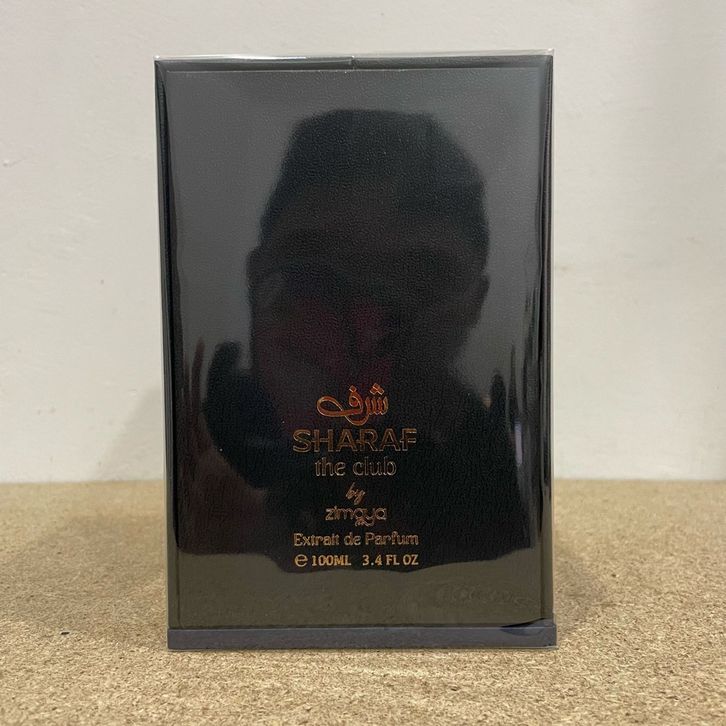 شرف
SHARAF
the club
by
zimaya
Extrait de Parfum
℮ 100ML 3.4 FL OZ